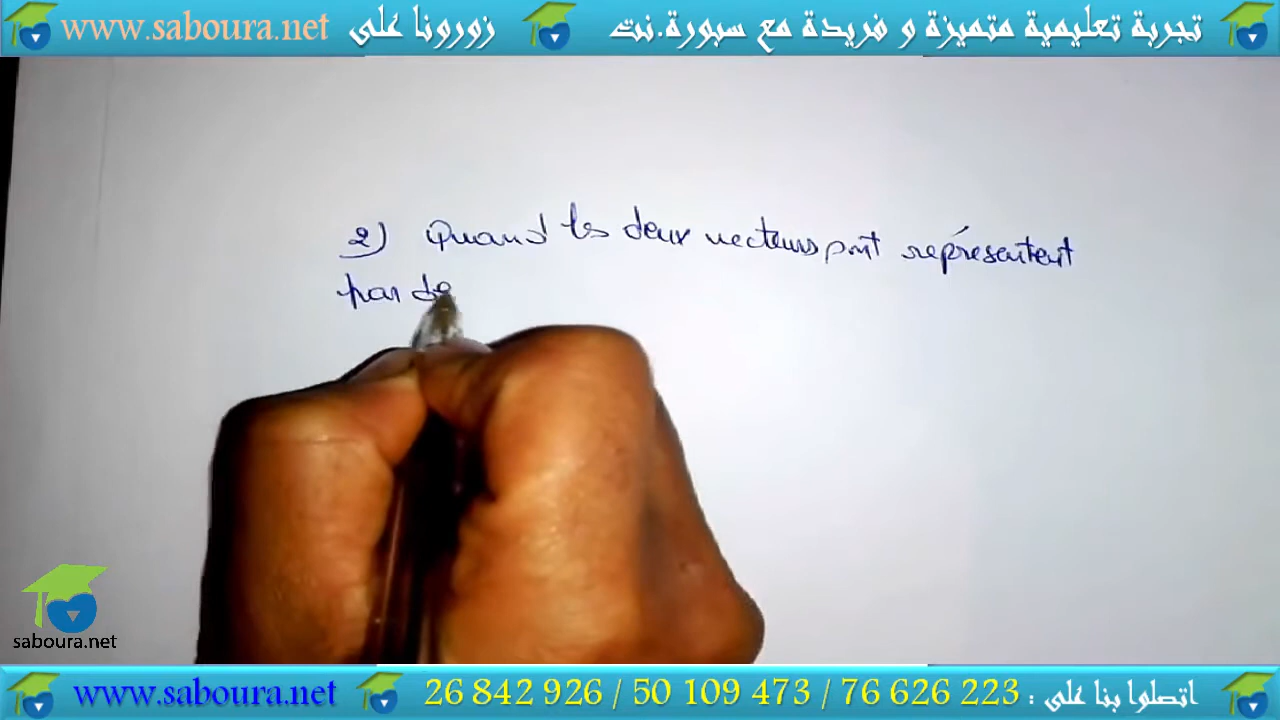 تجربة تعليمية متميزة و فريدة مع سبورة.نت زورونا على www.saboura.net
2) Quand les deux vecteurs sont représentent
par de
saboura.net
www.saboura.net 26 842 926 / 50 109 473 / 76 626 223 : اتصلوا بنا على